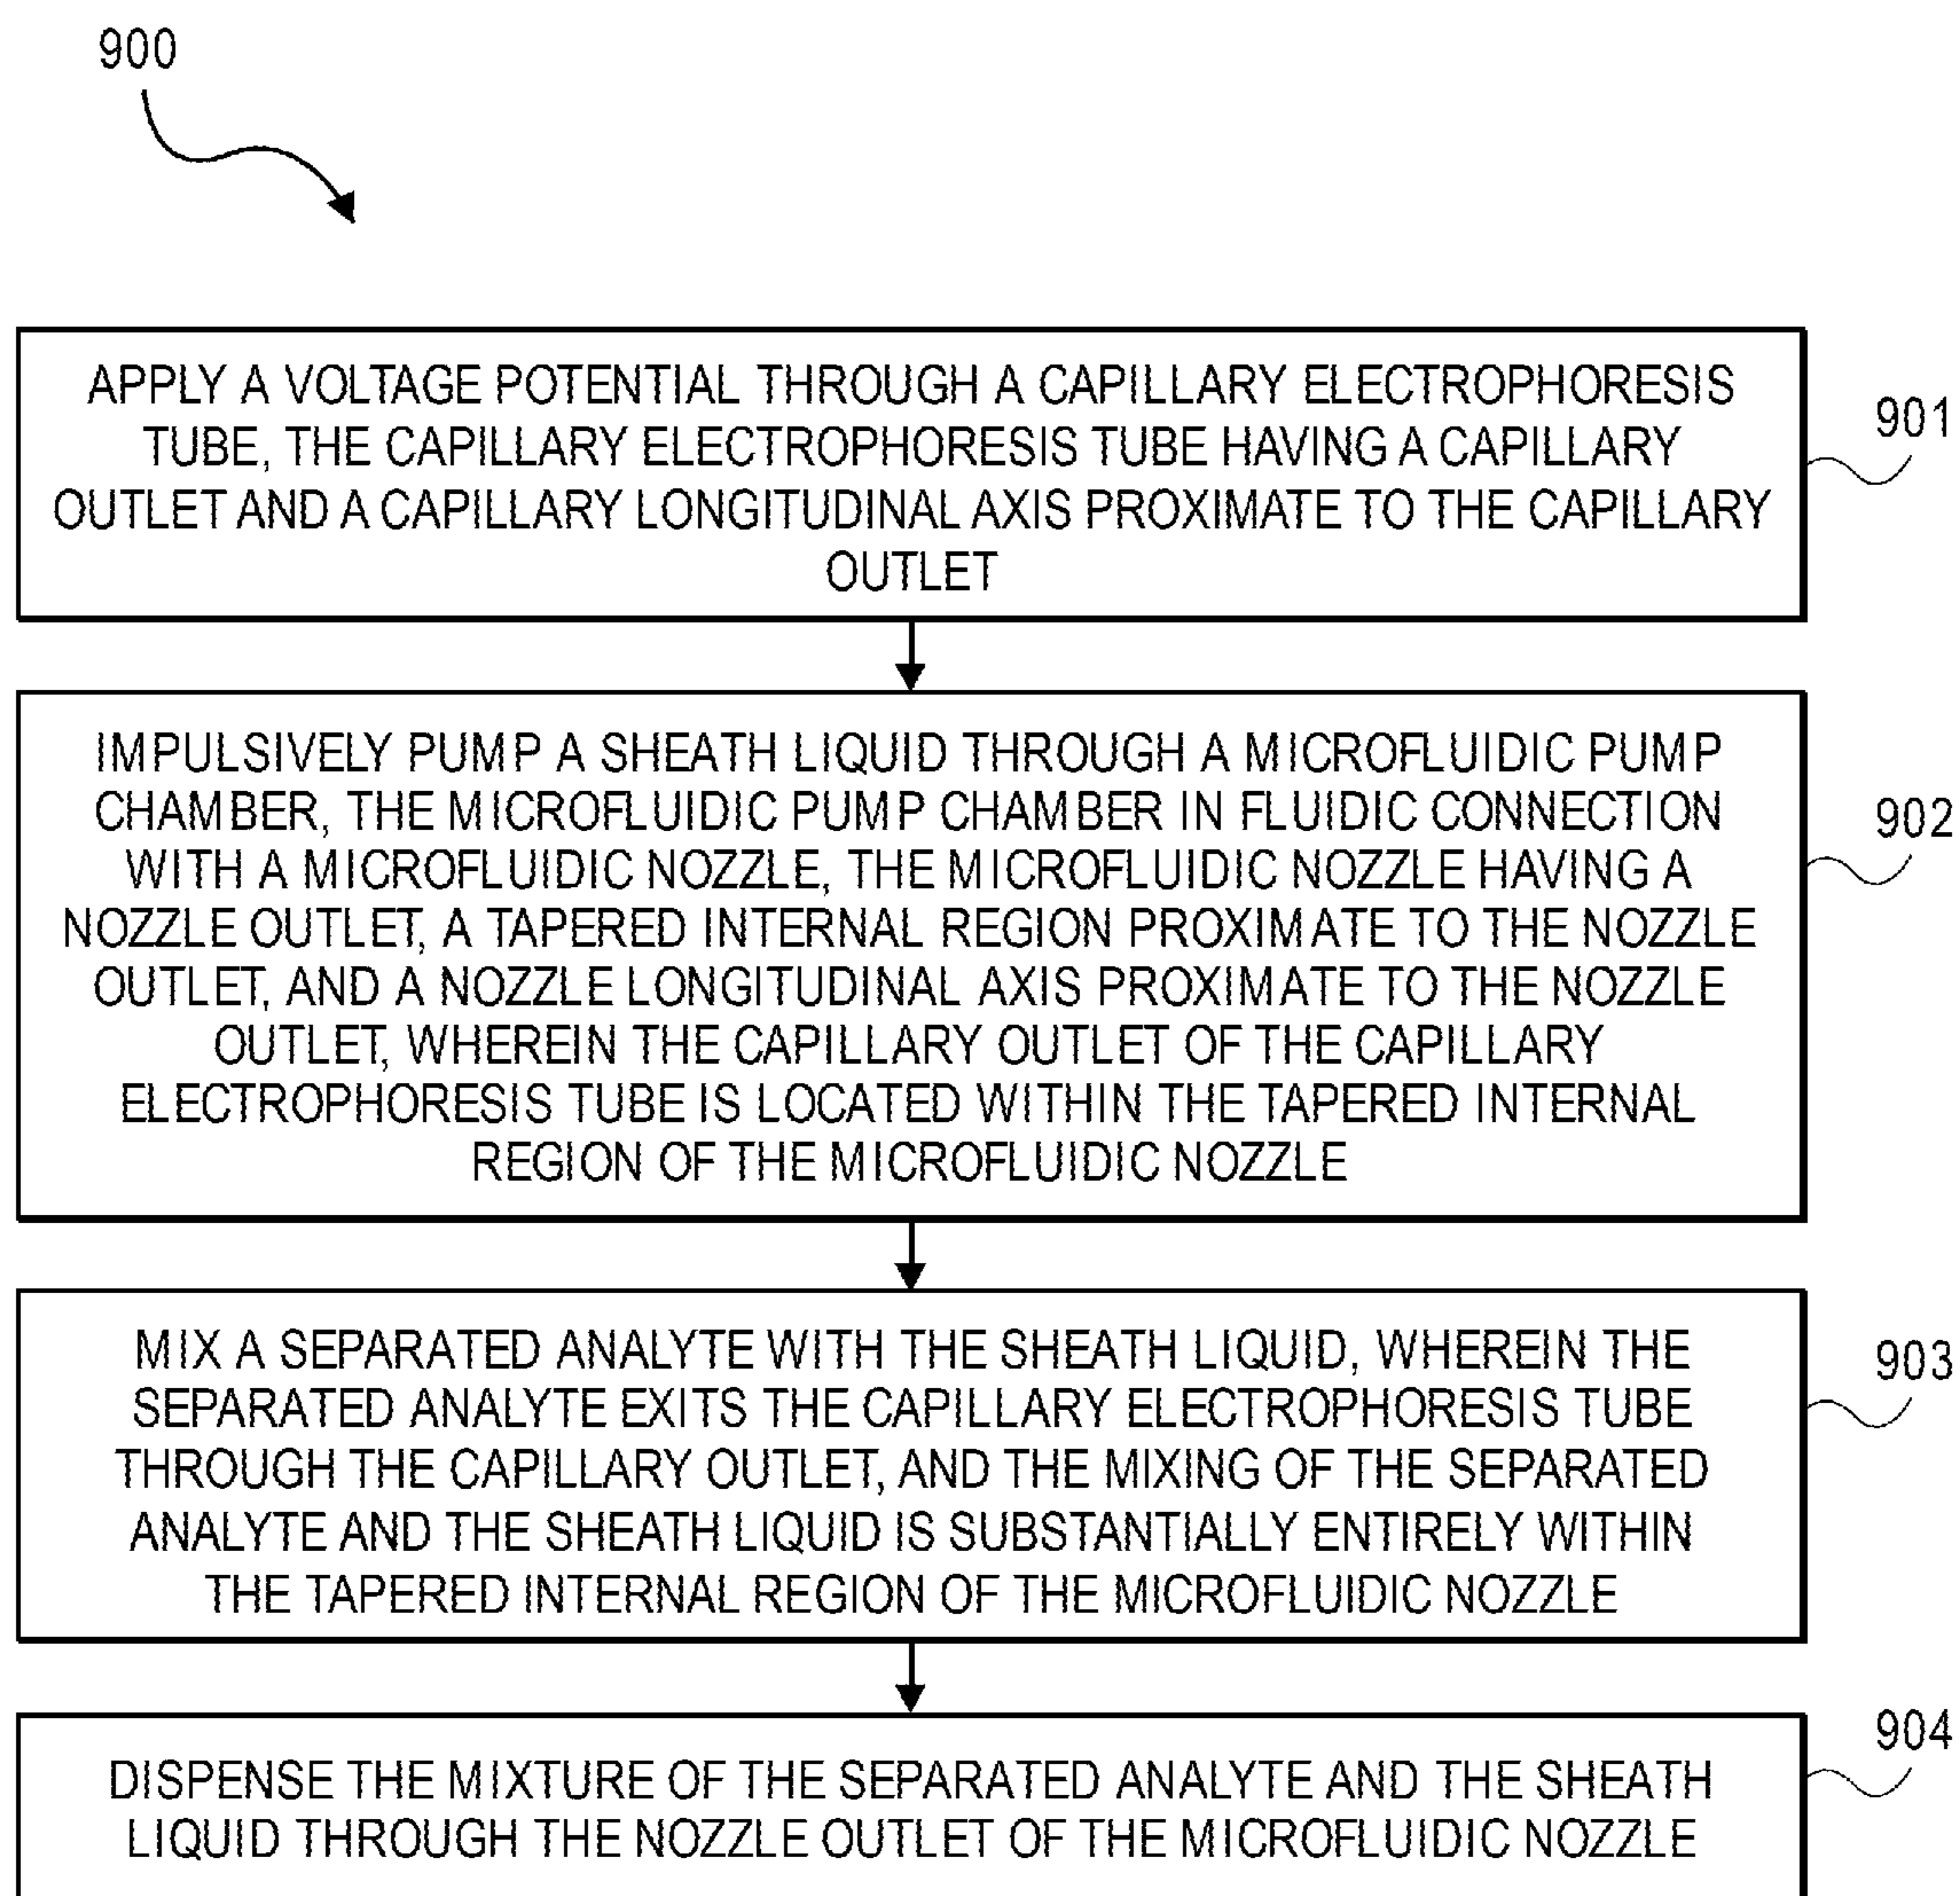 900
APPLY A VOLTAGE POTENTIAL THROUGH A CAPILLARY ELECTROPHORESIS
TUBE, THE CAPILLARY ELECTROPHORESIS TUBE HAVING A CAPILLARY
OUTLET AND A CAPILLARY LONGITUDINAL AXIS PROXIMATE TO THE CAPILLARY
OUTLET
901
IMPULSIVELY PUMP A SHEATH LIQUID THROUGH A MICROFLUIDIC PUMP
CHAMBER, THE MICROFLUIDIC PUMP CHAMBER IN FLUIDIC CONNECTION
WITH A MICROFLUIDIC NOZZLE, THE MICROFLUIDIC NOZZLE HAVING A
NOZZLE OUTLET, A TAPERED INTERNAL REGION PROXIMATE TO THE NOZZLE
OUTLET, AND A NOZZLE LONGITUDINAL AXIS PROXIMATE TO THE NOZZLE
OUTLET, WHEREIN THE CAPILLARY OUTLET OF THE CAPILLARY
ELECTROPHORESIS TUBE IS LOCATED WITHIN THE TAPERED INTERNAL
REGION OF THE MICROFLUIDIC NOZZLE
902
MIX A SEPARATED ANALYTE WITH THE SHEATH LIQUID, WHEREIN THE
SEPARATED ANALYTE EXITS THE CAPILLARY ELECTROPHORESIS TUBE
THROUGH THE CAPILLARY OUTLET, AND THE MIXING OF THE SEPARATED
ANALYTE AND THE SHEATH LIQUID IS SUBSTANTIALLY ENTIRELY WITHIN
THE TAPERED INTERNAL REGION OF THE MICROFLUIDIC NOZZLE
903
DISPENSE THE MIXTURE OF THE SEPARATED ANALYTE AND THE SHEATH
LIQUID THROUGH THE NOZZLE OUTLET OF THE MICROFLUIDIC NOZZLE
904